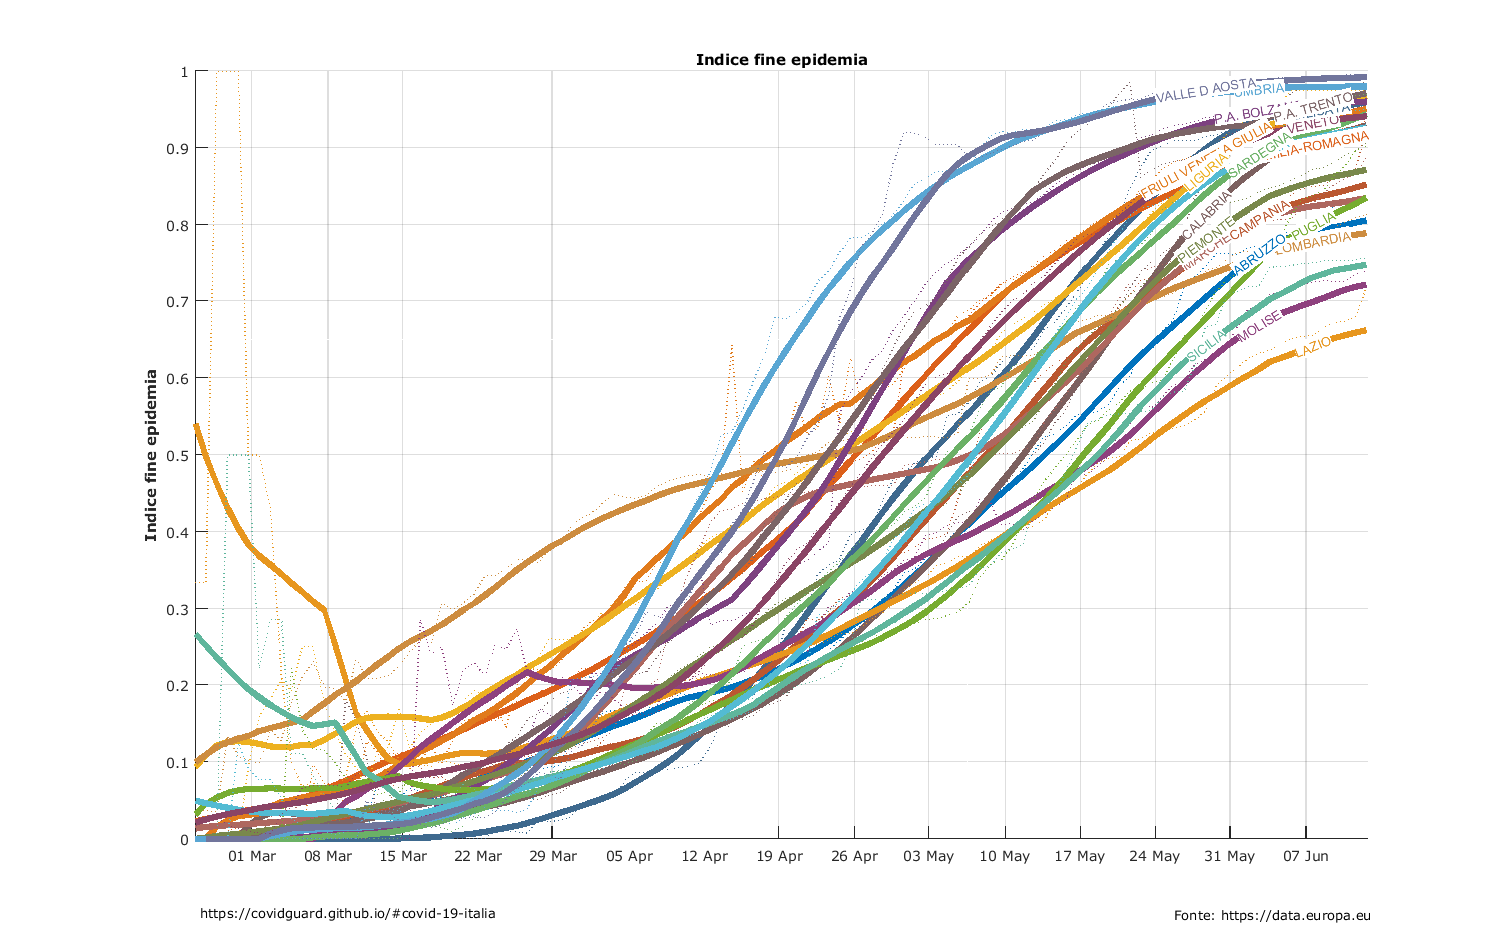 Indice fine epidemia
Indice fine epidemia
1
0.9
0.8
0.7
0.6
0.5
0.4
0.3
0.2
0.1
0
VALLE D AOSTA
P.A. TRENTO
VENETO
FRIULI
GIULIA
LIGURIA
SARDEGNA
-ROMAGNA
CALABRIA
PIEMONTE
MARCHE
CAMPANIA
PUGLIA
ABRUZZO
LOMBARDIA
SICILIA
MOLISE
LAZIO
01 Mar 08 Mar 15 Mar 22 Mar 29 Mar 05 Apr 12 Apr 19 Apr 26 Apr 03 May 10 May 17 May 24 May 31 May 07 Jun
https://covidguard.github.io/#covid-19-italia
Fonte: https://data.europa.eu